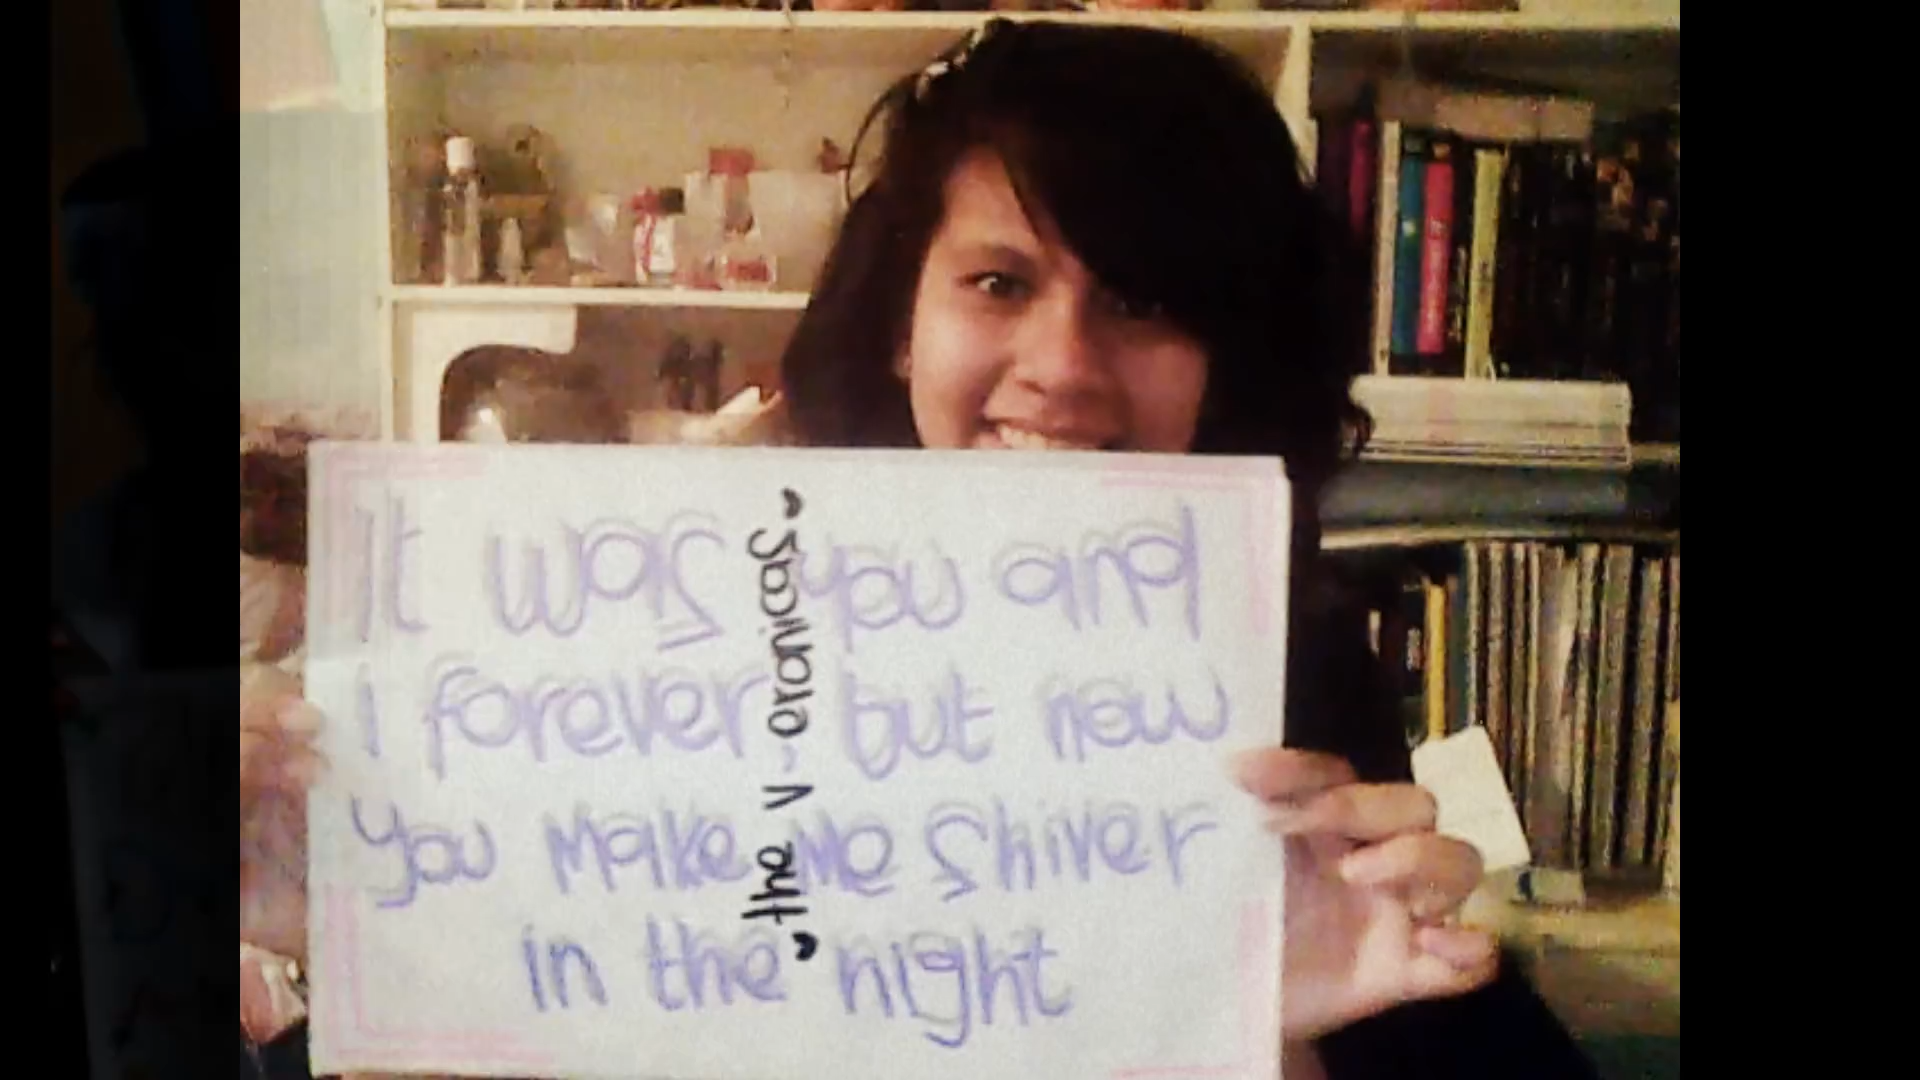 It was you and
I forever but now
you make me shiver
in the night
the V-eronicas